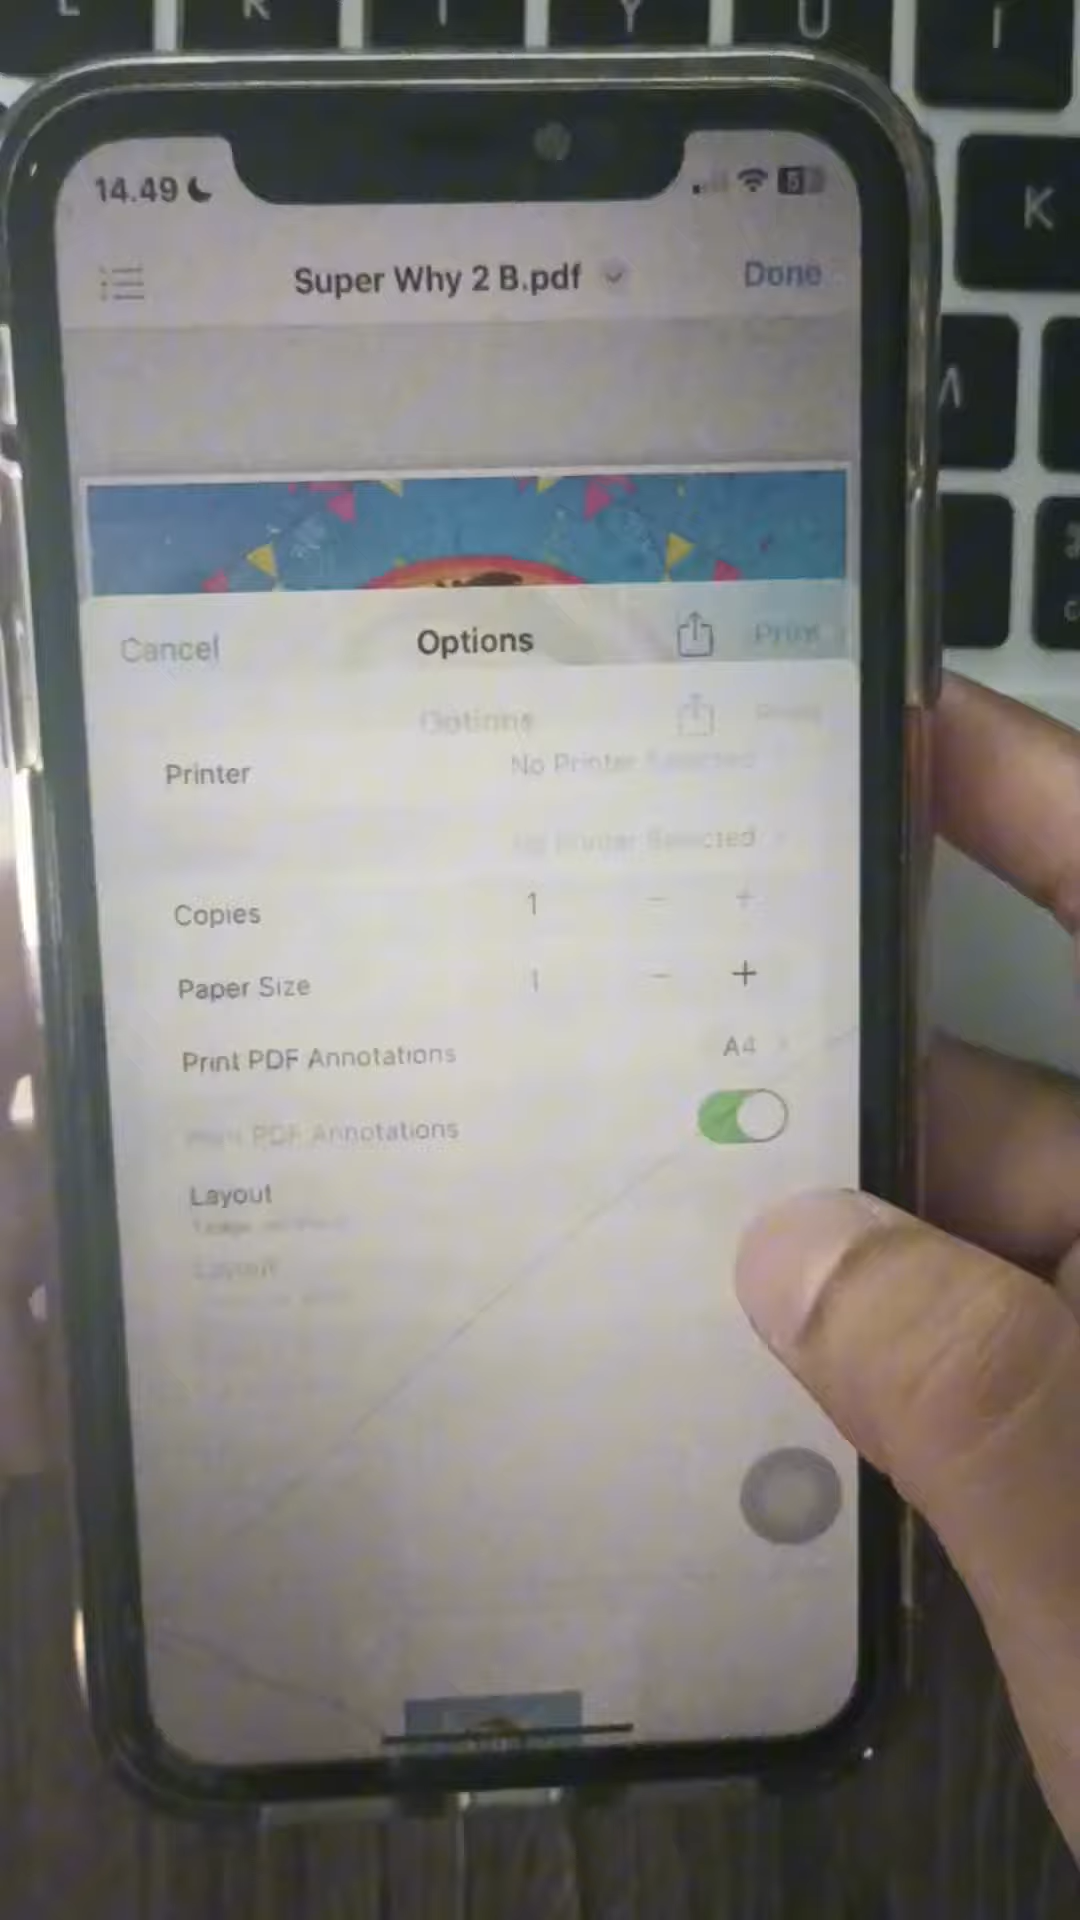 L R T Y U I
14.49 5
K
Super Why 2 B.pdf Done
Cancel Options Print
Options
Printer No Printer Selected
No Printer Selected
Copies 1 − +
Paper Size 1 − +
Print PDF Annotations A4
Print PDF Annotations
Layout
Layout